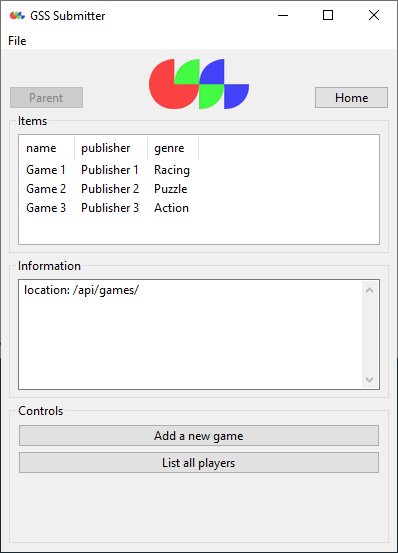 GSS Submitter
File
Parent
Home
Items
name publisher genre
Game 1 Publisher 1 Racing
Game 2 Publisher 2 Puzzle
Game 3 Publisher 3 Action
Information
location: /api/games/
Controls
Add a new game
List all players